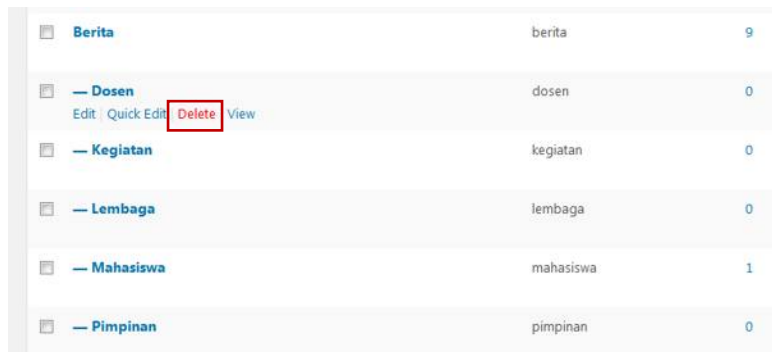 Berita berita 9
— Dosen dosen 0
Edit | Quick Edit | Delete | View
— Kegiatan kegiatan 0
— Lembaga lembaga 0
— Mahasiswa mahasiswa 1
— Pimpinan pimpinan 0